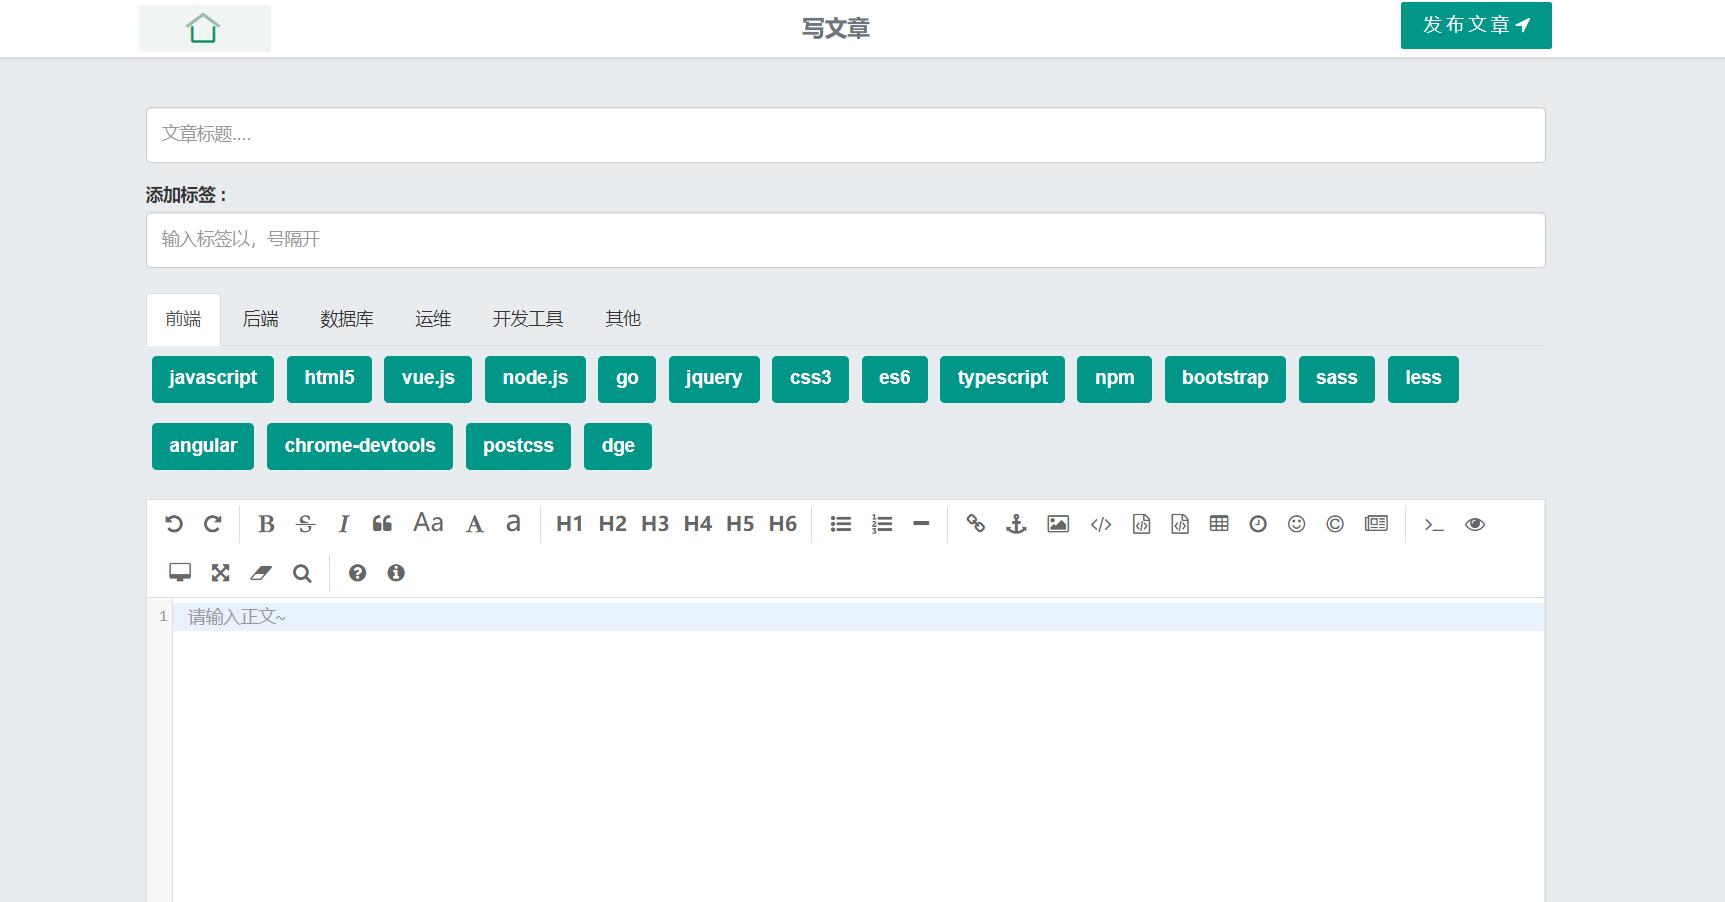 写文章
发布文章
文章标题....
添加标签：
输入标签以，号隔开
前端 后端 数据库 运维 开发工具 其他
javascript html5 vue.js node.js go jquery css3 es6 typescript npm bootstrap sass less
angular chrome-devtools postcss dge
B S I Aa A a H1 H2 H3 H4 H5 H6
1 请输入正文~